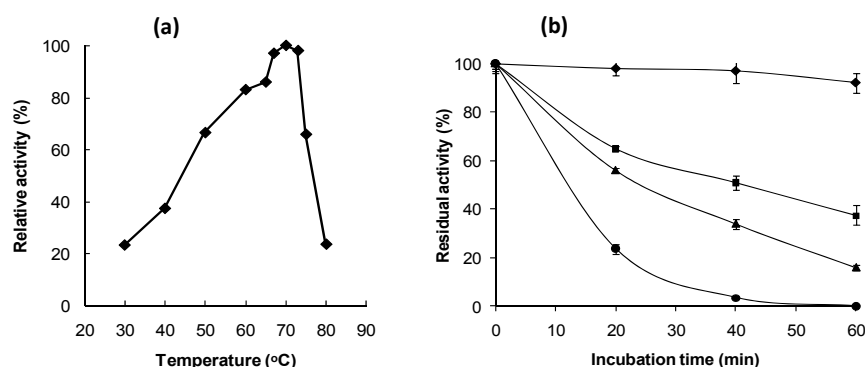 (a)
Relative activity (%)
100
80
60
40
20
0
20 30 40 50 60 70 80 90
Temperature (ºC)
(b)
Residual activity (%)
100
80
60
40
20
0
0 10 20 30 40 50 60
Incubation time (min)